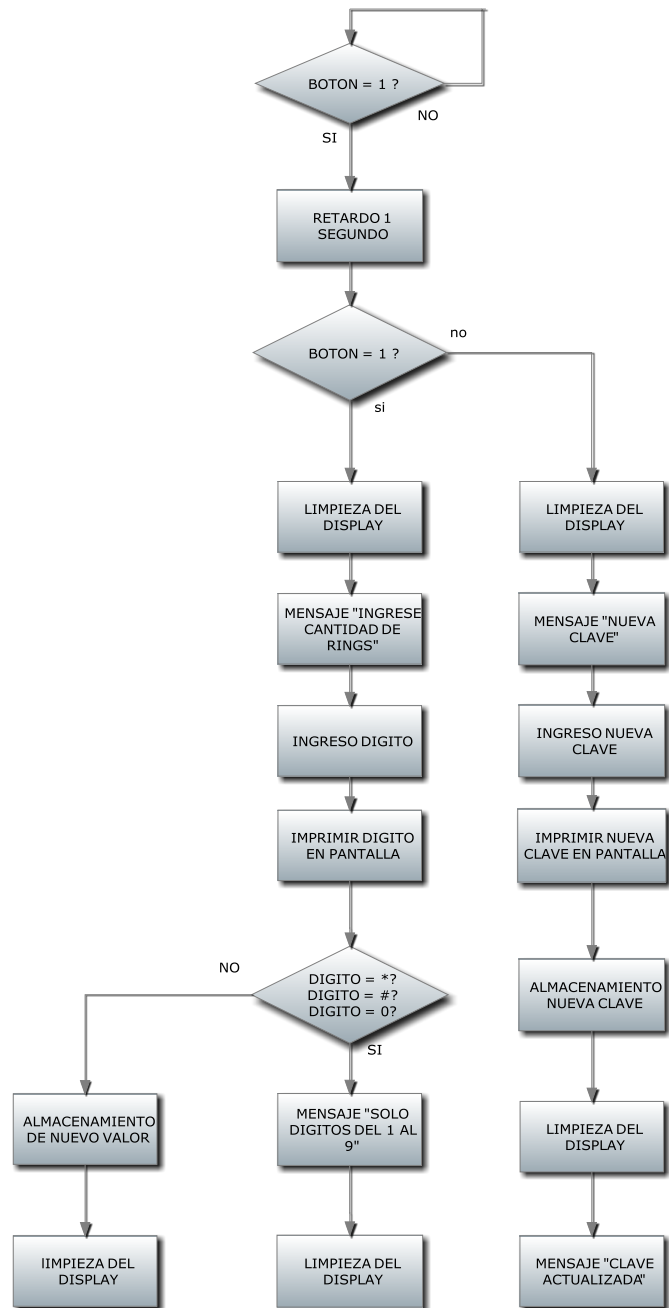 BOTON = 1 ?
NO
SI
RETARDO 1
SEGUNDO
no
BOTON = 1 ?
si
LIMPIEZA DEL
DISPLAY
LIMPIEZA DEL
DISPLAY
MENSAJE "INGRESE
CANTIDAD DE
RINGS"
MENSAJE "NUEVA
CLAVE"
INGRESO DIGITO
INGRESO NUEVA
CLAVE
IMPRIMIR DIGITO
EN PANTALLA
IMPRIMIR NUEVA
CLAVE EN PANTALLA
NO
DIGITO = *?
DIGITO = #?
DIGITO = 0?
SI
ALMACENAMIENTO
NUEVA CLAVE
ALMACENAMIENTO
DE NUEVO VALOR
MENSAJE "SOLO
DIGITOS DEL 1 AL
9"
LIMPIEZA DEL
DISPLAY
lIMPIEZA DEL
DISPLAY
LIMPIEZA DEL
DISPLAY
MENSAJE "CLAVE
ACTUALIZADA"